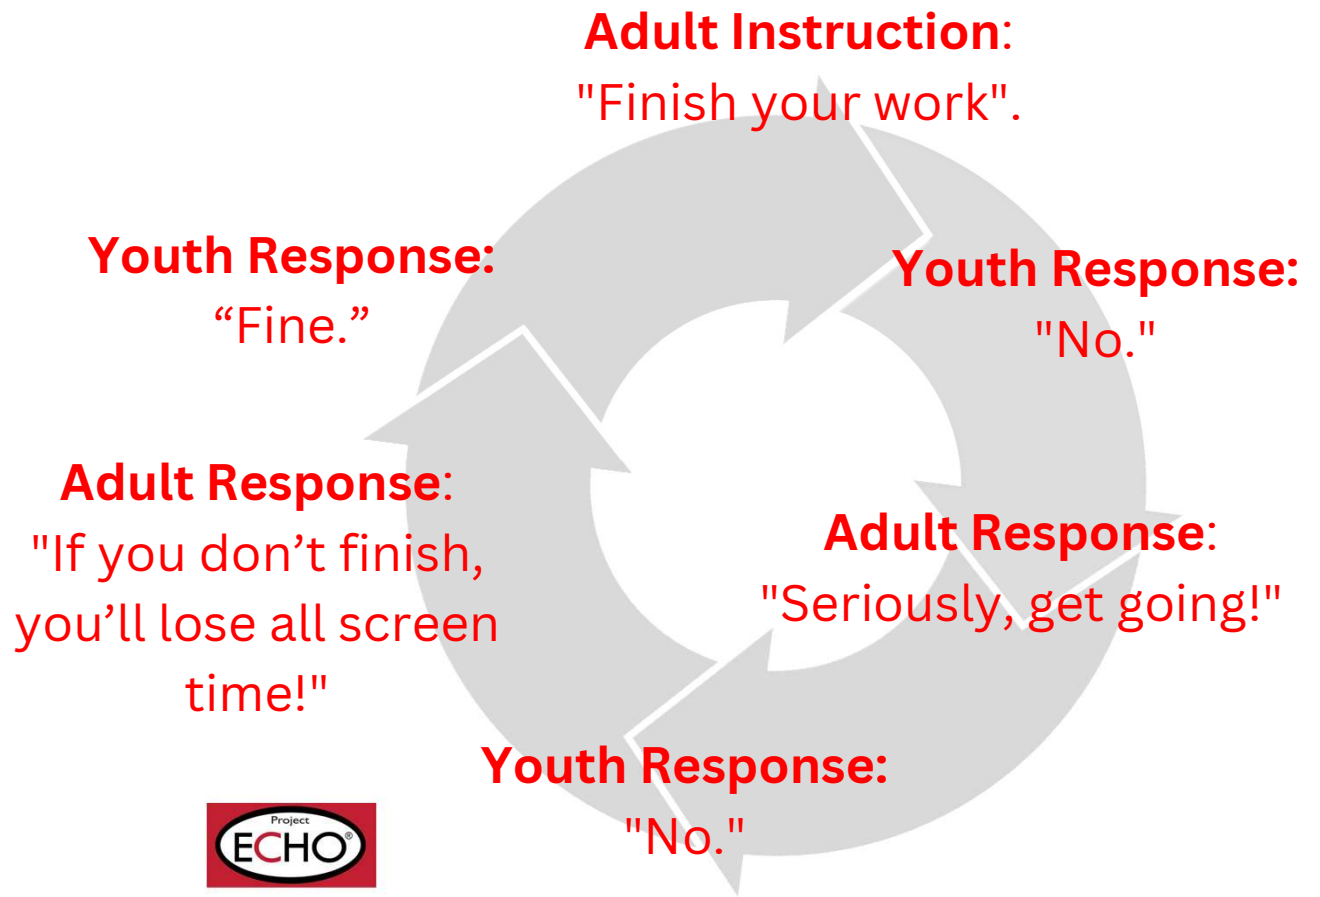 Adult Instruction:
"Finish your work".
Youth Response:
"No."
Adult Response:
"Seriously, get going!"
Youth Response:
"No."
Adult Response:
"If you don’t finish,
you’ll lose all screen
time!"
Youth Response:
“Fine.”
Project
ECHO®